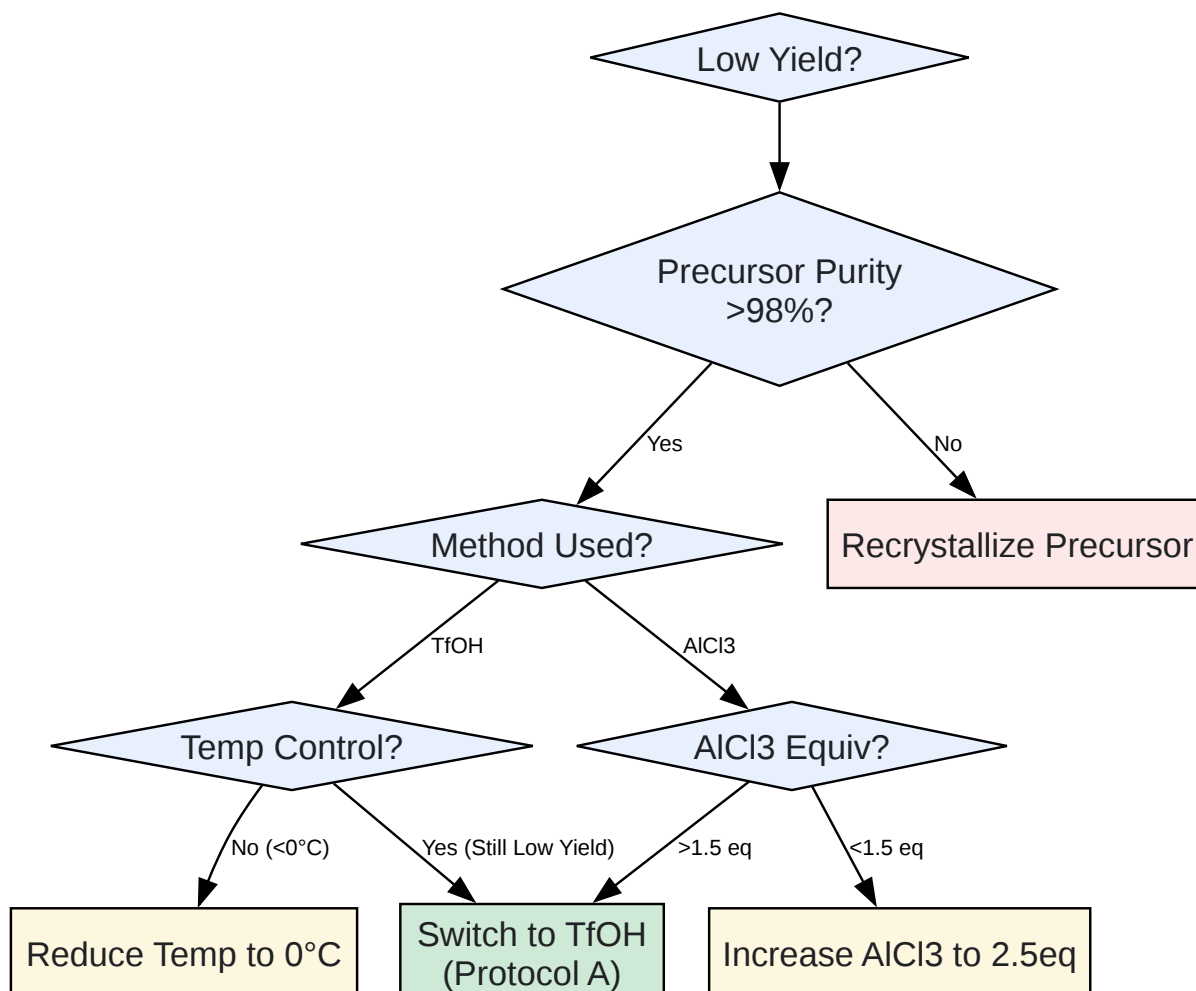 Low Yield?
Precursor Purity
>98%?
Yes
No
Method Used?
Recrystallize Precursor
TfOH
AlCl3
Temp Control?
AlCl3 Equiv?
No (<0°C)
Yes (Still Low Yield)
>1.5 eq
<1.5 eq
Reduce Temp to 0°C
Switch to TfOH
(Protocol A)
Increase AlCl3 to 2.5eq